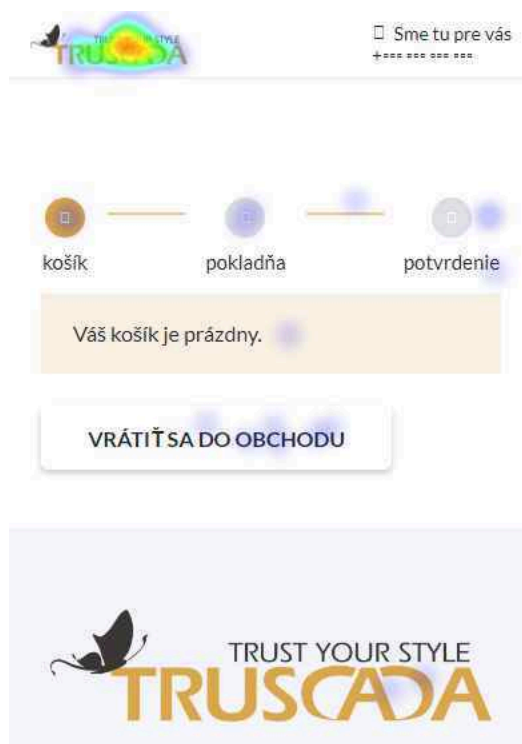 TRUST YOUR STYLE
TRUSCADA
Sme tu pre vás
košík
pokladňa
potvrdenie
Váš košík je prázdny.
VRÁTIŤ SA DO OBCHODU
TRUST YOUR STYLE
TRUSCADA